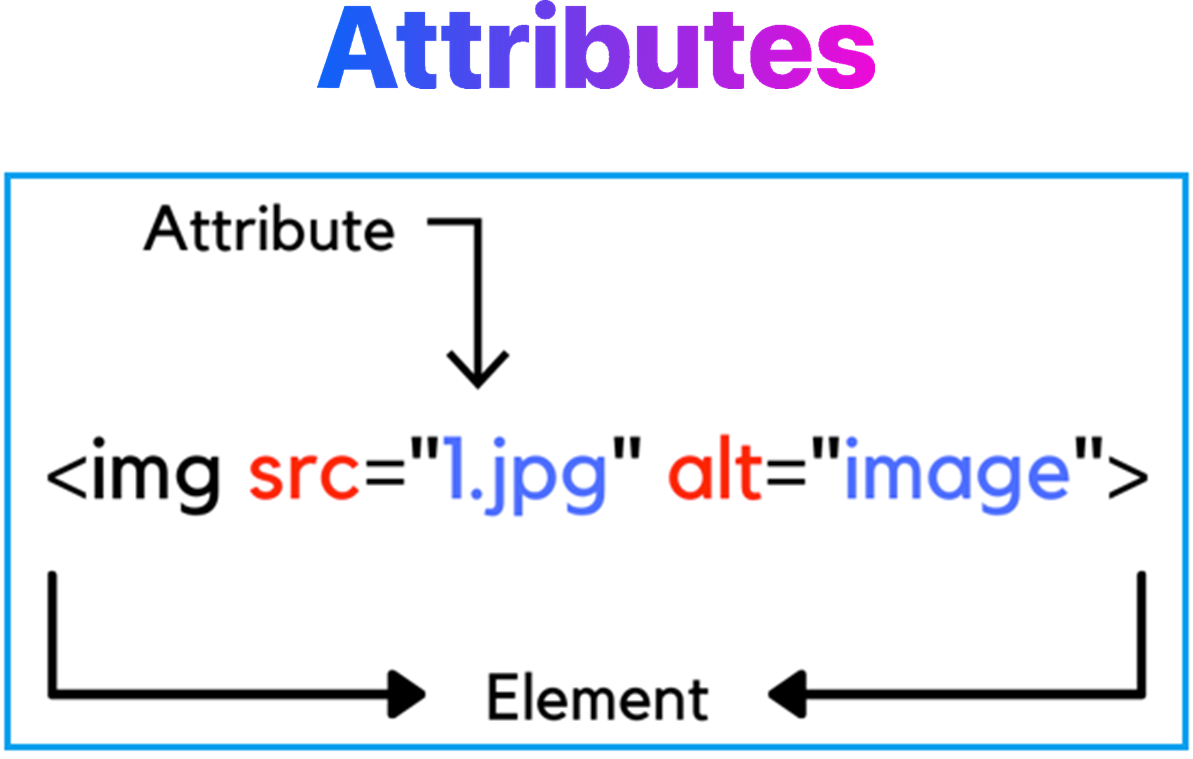 Attributes
Attribute
<img src="1.jpg" alt="image">
Element